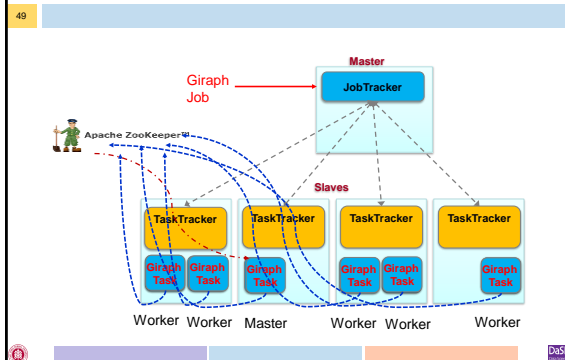 49
Master
Giraph
Job
JobTracker
Apache ZooKeeper™
Slaves
TaskTracker
TaskTracker
TaskTracker
TaskTracker
Giraph
Task
Giraph
Task
Giraph
Task
Giraph
Task
Giraph
Task
Giraph
Task
Worker
Worker
Master
Worker
Worker
Worker
DaS